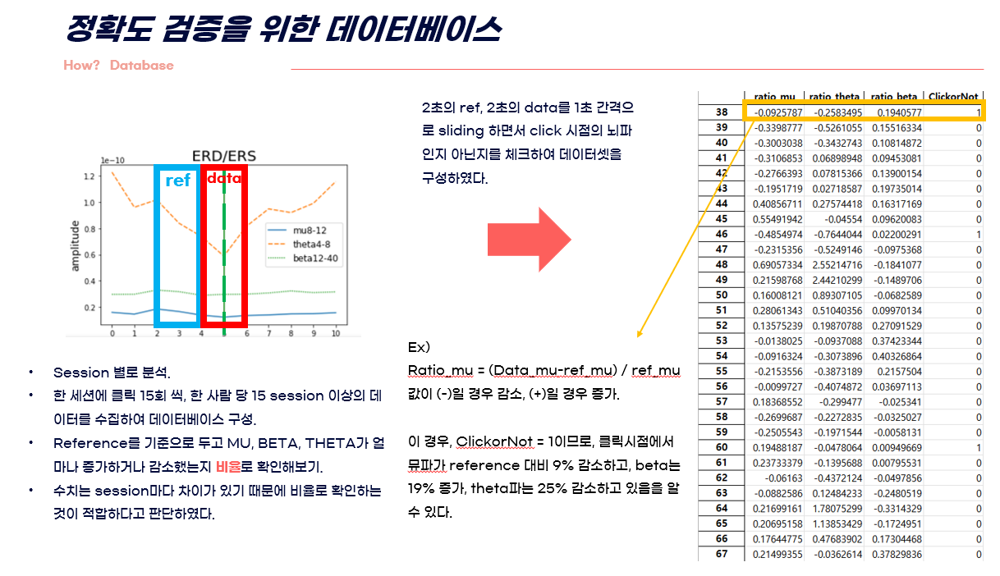 정확도 검증을 위한 데이터베이스
How? Database
1e-10
ERD/ERS
ref
data
1.2
1.0
0.8
0.6
0.4
0.2
amplitude
mu8-12
theta4-8
beta12-40
0 1 2 3 4 5 6 7 8 9 10
• Session 별로 분석.
• 한 세션에 클릭 15회 씩, 한 사람 당 15 session 이상의 데
이터를 수집하여 데이터베이스 구성.
• Reference를 기준으로 두고 MU, BETA, THETA가 얼
마나 증가하거나 감소했는지 비율로 확인해보기.
• 수치는 session마다 차이가 있기 때문에 비율로 확인하는
것이 적합하다고 판단하였다.
2초의 ref, 2초의 data를 1초 간격으
로 sliding 하면서 click 시점의 뇌파
인지 아닌지를 체크하여 데이터셋을
구성하였다.
Ex)
Ratio_mu = (Data_mu-ref_mu) / ref_mu
값이 (-)일 경우 감소, (+)일 경우 증가.
이 경우, ClickorNot = 1이므로, 클릭시점에서
뮤파가 reference 대비 9% 감소하고, beta는
19% 증가, theta파는 25% 감소하고 있음을 알
수 있다.
ratio_mu ratio_theta ratio_beta ClickorNot
38 -0.0925787 -0.2583495 0.1940577 1
39 -0.3398777 -0.5261055 0.15516334 0
40 -0.3003038 -0.3432743 0.10814872 0
41 -0.3106853 0.06898948 0.09453081 0
42 -0.2766393 0.07815366 0.13900154 0
43 -0.1951719 0.02718587 0.19735014 0
44 0.40856711 0.27574418 0.16317169 0
45 0.55491942 -0.04554 0.09620083 0
46 -0.4854974 -0.7644044 0.02200291 1
47 -0.2315356 -0.5249146 -0.0975368 0
48 0.69057334 2.55214716 -0.1841077 0
49 0.21598768 2.44210299 -0.1489706 0
50 0.16008121 0.89307105 -0.0682589 0
51 0.28061343 0.51040356 0.09970134 0
52 0.13575239 0.19870788 0.27091529 0
53 -0.0138025 -0.0937088 0.37423344 0
54 -0.0916324 -0.3073896 0.40326864 0
55 -0.2153556 -0.3873189 0.2157504 0
56 -0.0099727 -0.4074872 0.03697113 0
57 0.18368552 -0.299477 -0.025341 0
58 -0.2699687 -0.2272835 -0.0325027 0
59 -0.2505543 -0.1971544 -0.0058131 0
60 0.19488187 -0.0478064 0.00949669 1
61 0.23733379 -0.1395688 0.00795531 0
62 -0.06163 -0.4372124 -0.0497856 0
63 -0.0882586 0.12484233 -0.2480519 0
64 0.21699161 1.78075299 -0.3314329 0
65 0.20695158 1.13853429 -0.1724951 0
66 0.17644775 0.47683902 0.17304468 0
67 0.21499355 -0.0362614 0.37829836 0